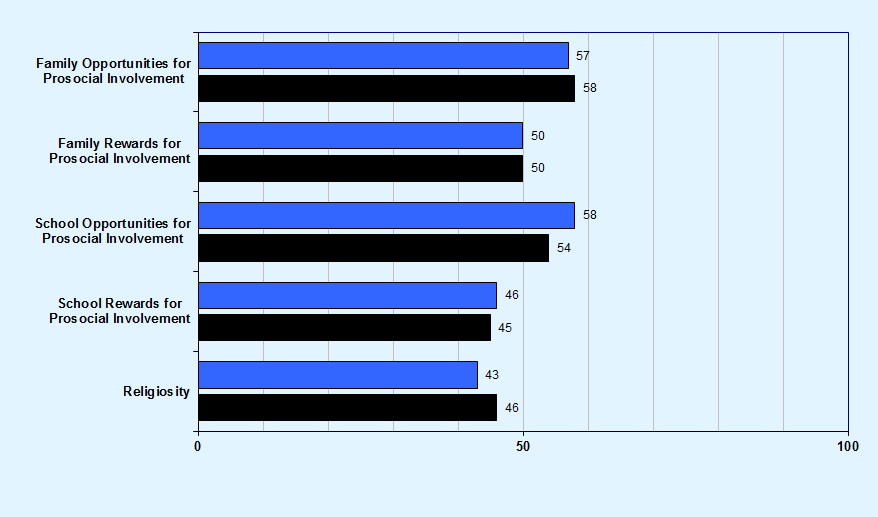 Family Opportunities for
Prosocial Involvement
57
58
Family Rewards for
Prosocial Involvement
50
50
School Opportunities for
Prosocial Involvement
58
54
School Rewards for
Prosocial Involvement
46
45
Religiosity
43
46
0 50 100